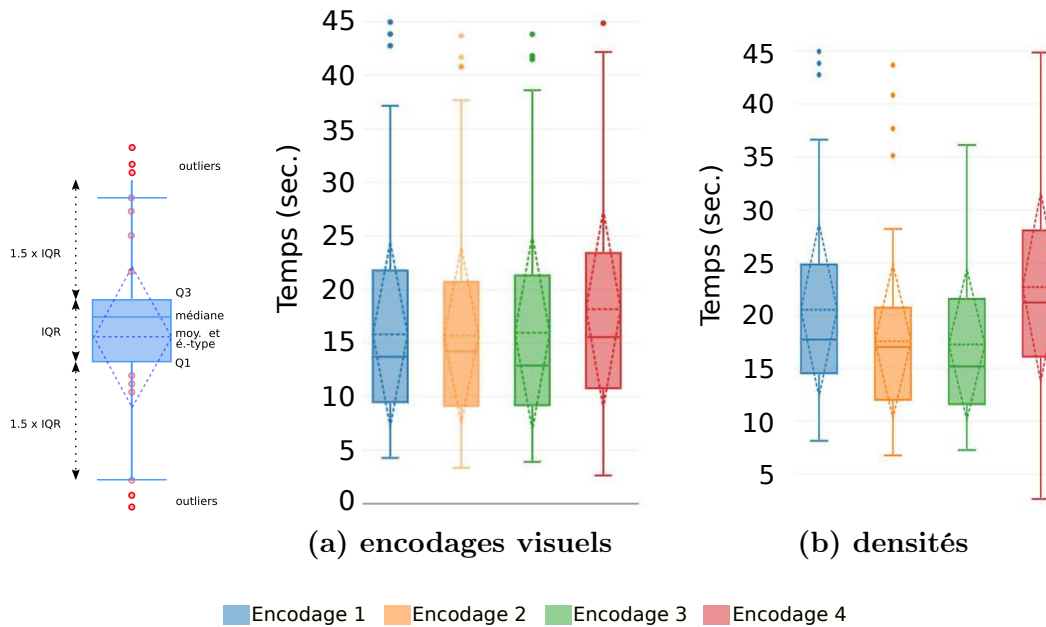 outliers
1.5 x IQR
Q3
IQR
médiane
moy. et
é.-type
Q1
1.5 x IQR
outliers
Temps (sec.)
45
40
35
30
25
20
15
10
5
0
(a) encodages visuels
Temps (sec.)
45
40
35
30
25
20
15
10
5
(b) densités
Encodage 1 Encodage 2 Encodage 3 Encodage 4